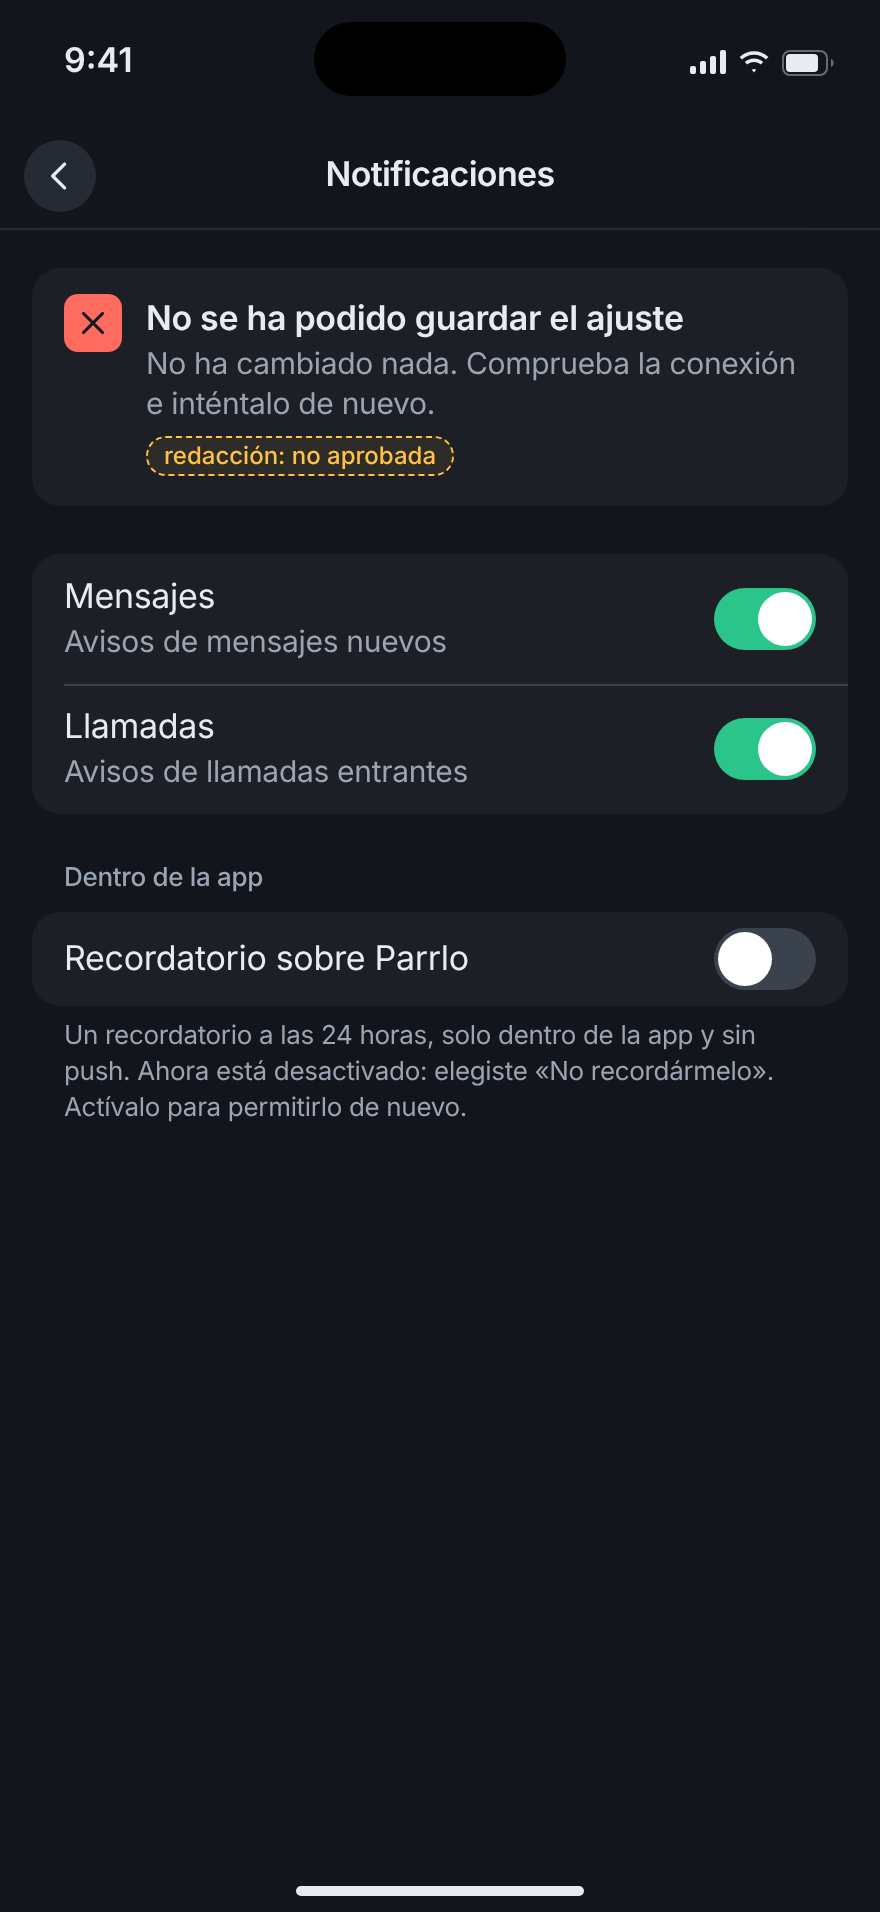 9:41
Notificaciones
No se ha podido guardar el ajuste
No ha cambiado nada. Comprueba la conexión
e inténtalo de nuevo.
redacción: no aprobada
Mensajes
Avisos de mensajes nuevos
Llamadas
Avisos de llamadas entrantes
Dentro de la app
Recordatorio sobre Parrlo
Un recordatorio a las 24 horas, solo dentro de la app y sin
push. Ahora está desactivado: elegiste «No recordármelo».
Actívalo para permitirlo de nuevo.